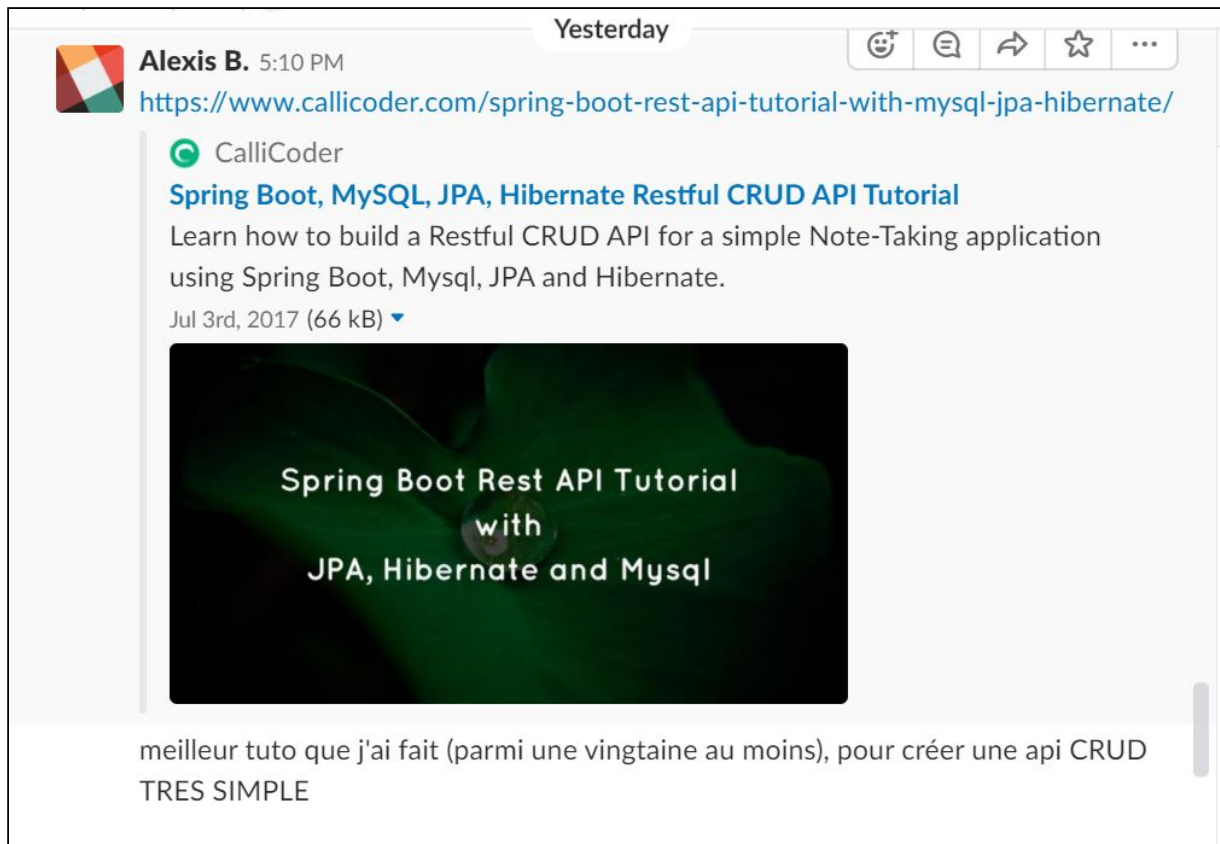 Yesterday
Alexis B. 5:10 PM
https://www.callicoder.com/spring-boot-rest-api-tutorial-with-mysql-jpa-hibernate/
CalliCoder
Spring Boot, MySQL, JPA, Hibernate Restful CRUD API Tutorial
Learn how to build a Restful CRUD API for a simple Note-Taking application
using Spring Boot, Mysql, JPA and Hibernate.
Jul 3rd, 2017 (66 kB)
Spring Boot Rest API Tutorial
with
JPA, Hibernate and Mysql
meilleur tuto que j'ai fait (parmi une vingtaine au moins), pour créer une api CRUD
TRES SIMPLE